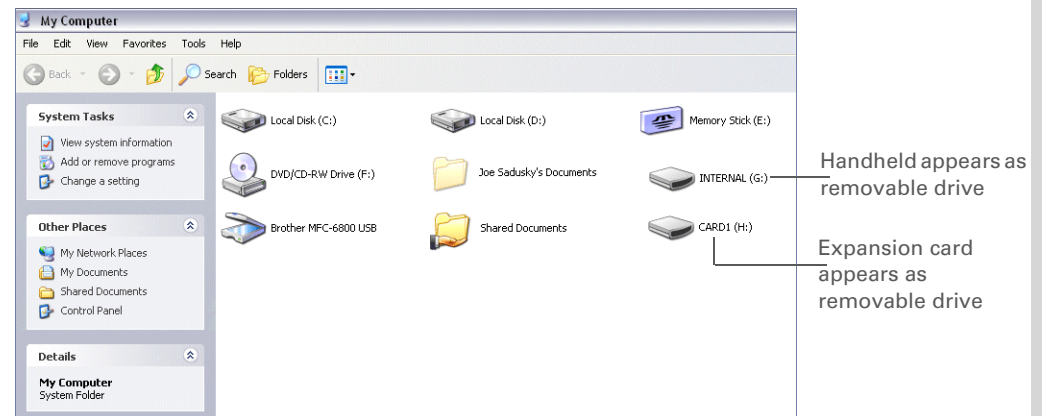 My Computer
File Edit View Favorites Tools Help
Back Search Folders
System Tasks
View system information
Add or remove programs
Change a setting
Other Places
My Network Places
My Documents
Shared Documents
Control Panel
Details
My Computer
System Folder
Local Disk (C:)
Local Disk (D:)
Memory Stick (E:)
DVD/CD-RW Drive (F:)
Joe Sadusky's Documents
INTERNAL (G:)
Brother MFC-6800 USB
Shared Documents
CARD1 (H:)
Handheld appears as
removable drive
Expansion card
appears as
removable drive